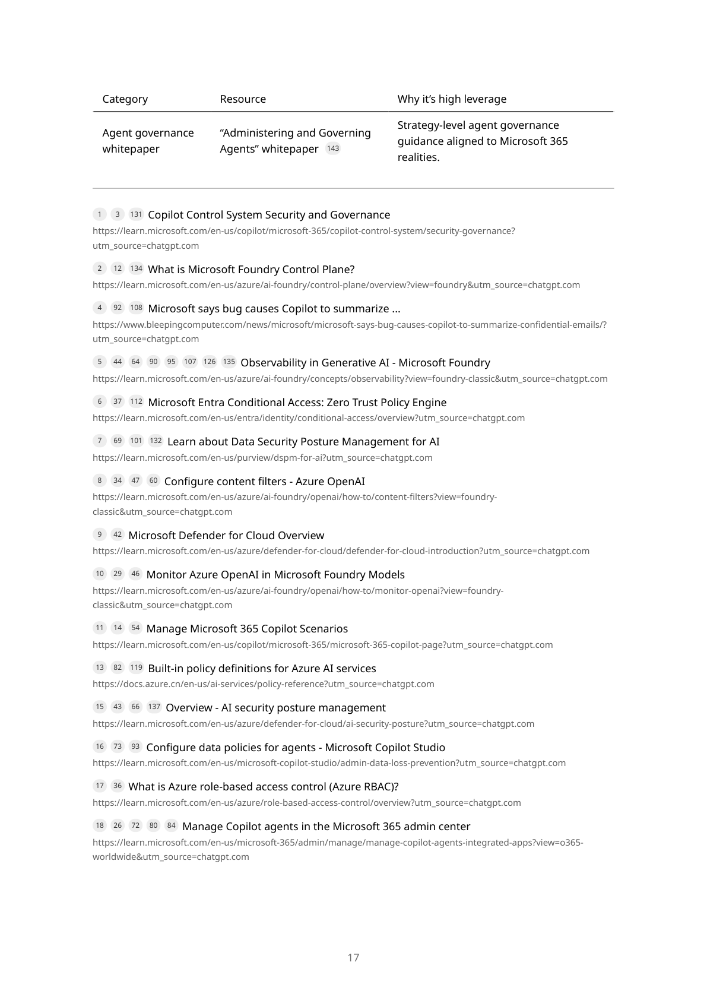 Category Resource Why it’s high leverage
Agent governance
whitepaper
“Administering and Governing
Agents” whitepaper 143
Strategy-level agent governance
guidance aligned to Microsoft 365
realities.
1 3 131 Copilot Control System Security and Governance
https://learn.microsoft.com/en-us/copilot/microsoft-365/copilot-control-system/security-governance?
utm_source=chatgpt.com
2 12 134 What is Microsoft Foundry Control Plane?
https://learn.microsoft.com/en-us/azure/ai-foundry/control-plane/overview?view=foundry&utm_source=chatgpt.com
4 92 108 Microsoft says bug causes Copilot to summarize ...
https://www.bleepingcomputer.com/news/microsoft/microsoft-says-bug-causes-copilot-to-summarize-confidential-emails/?
utm_source=chatgpt.com
5 44 64 90 95 107 126 135 Observability in Generative AI - Microsoft Foundry
https://learn.microsoft.com/en-us/azure/ai-foundry/concepts/observability?view=foundry-classic&utm_source=chatgpt.com
6 37 112 Microsoft Entra Conditional Access: Zero Trust Policy Engine
https://learn.microsoft.com/en-us/entra/identity/conditional-access/overview?utm_source=chatgpt.com
7 69 101 132 Learn about Data Security Posture Management for AI
https://learn.microsoft.com/en-us/purview/dspm-for-ai?utm_source=chatgpt.com
8 34 47 60 Configure content filters - Azure OpenAI
https://learn.microsoft.com/en-us/azure/ai-foundry/openai/how-to/content-filters?view=foundry-
classic&utm_source=chatgpt.com
9 42 Microsoft Defender for Cloud Overview
https://learn.microsoft.com/en-us/azure/defender-for-cloud/defender-for-cloud-introduction?utm_source=chatgpt.com
10 29 46 Monitor Azure OpenAI in Microsoft Foundry Models
https://learn.microsoft.com/en-us/azure/ai-foundry/openai/how-to/monitor-openai?view=foundry-
classic&utm_source=chatgpt.com
11 14 54 Manage Microsoft 365 Copilot Scenarios
https://learn.microsoft.com/en-us/copilot/microsoft-365/microsoft-365-copilot-page?utm_source=chatgpt.com
13 82 119 Built-in policy definitions for Azure AI services
https://docs.azure.cn/en-us/ai-services/policy-reference?utm_source=chatgpt.com
15 43 66 137 Overview - AI security posture management
https://learn.microsoft.com/en-us/azure/defender-for-cloud/ai-security-posture?utm_source=chatgpt.com
16 73 93 Configure data policies for agents - Microsoft Copilot Studio
https://learn.microsoft.com/en-us/microsoft-copilot-studio/admin-data-loss-prevention?utm_source=chatgpt.com
17 36 What is Azure role-based access control (Azure RBAC)?
https://learn.microsoft.com/en-us/azure/role-based-access-control/overview?utm_source=chatgpt.com
18 26 72 80 84 Manage Copilot agents in the Microsoft 365 admin center
https://learn.microsoft.com/en-us/microsoft-365/admin/manage/manage-copilot-agents-integrated-apps?view=o365-
worldwide&utm_source=chatgpt.com
17